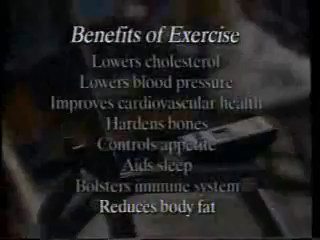 Benefits of Exercise
Lowers cholesterol
Lowers blood pressure
Improves cardiovascular health
Hardens bones
Controls appetite
Aids sleep
Bolsters immune system
Reduces body fat